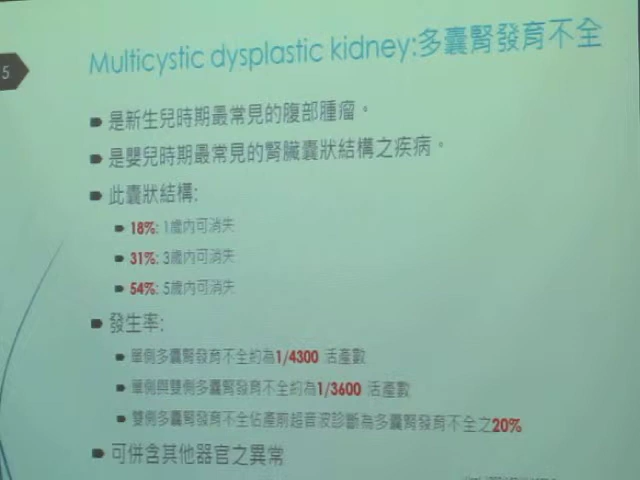 5
Multicystic dysplastic kidney:多囊腎發育不全
是新生兒時期最常見的腹部腫瘤。
是嬰兒時期最常見的腎臟囊狀結構之疾病。
此囊狀結構:
18%: 1歲內可消失
31%: 3歲內可消失
54%: 5歲內可消失
發生率:
單側多囊腎發育不全約為1/4300 活產數
單側與雙側多囊腎發育不全約為1/3600 活產數
雙側多囊腎發育不全佔產前超音波診斷為多囊腎發育不全之20%
可併含其他器官之異常